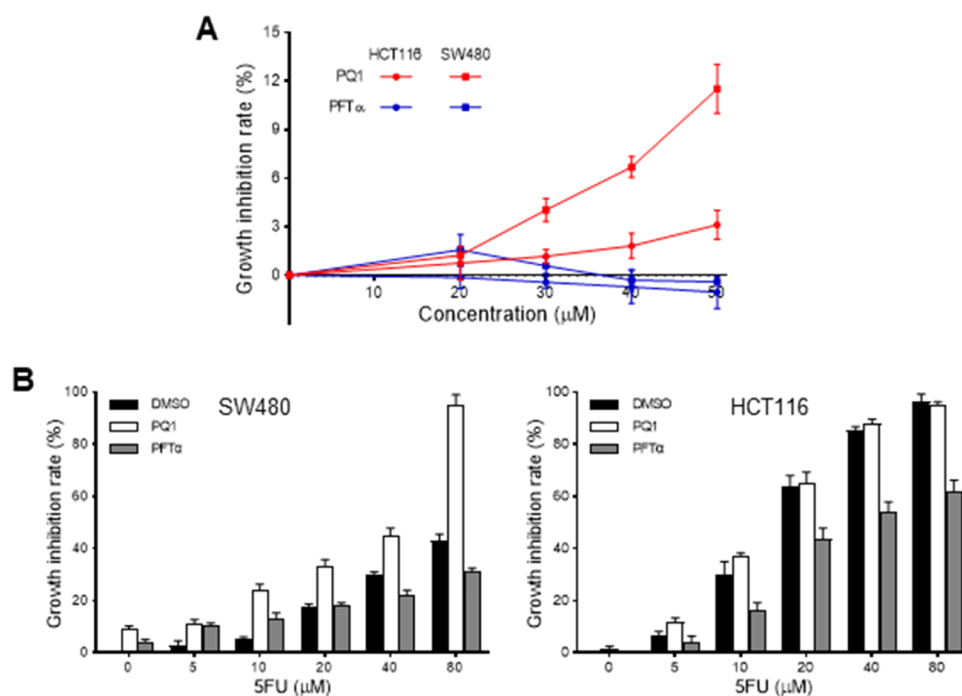 A
HCT116 SW480
PQ1
PFTα
15
12
9
6
3
0
Growth inhibition rate (%)
10 20 30 40 50
Concentration (μM)
B
SW480
DMSO
PQ1
PFTα
100
80
60
40
20
0
Growth inhibition rate (%)
0 5 10 20 40 80
5FU (μM)
HCT116
DMSO
PQ1
PFTα
100
80
60
40
20
0
Growth inhibition rate (%)
0 5 10 20 40 80
5FU (μM)